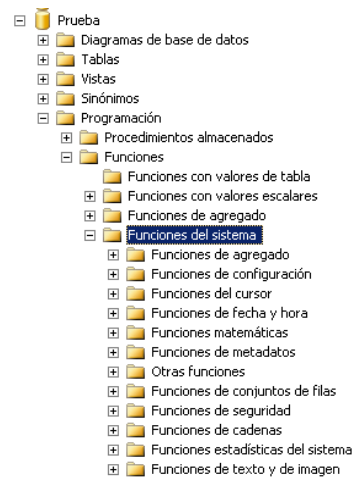 Prueba
Diagramas de base de datos
Tablas
Vistas
Sinónimos
Programación
Procedimientos almacenados
Funciones
Funciones con valores de tabla
Funciones con valores escalares
Funciones de agregado
Funciones del sistema
Funciones de agregado
Funciones de configuración
Funciones del cursor
Funciones de fecha y hora
Funciones matemáticas
Funciones de metadatos
Otras funciones
Funciones de conjuntos de filas
Funciones de seguridad
Funciones de cadenas
Funciones estadísticas del sistema
Funciones de texto y de imagen